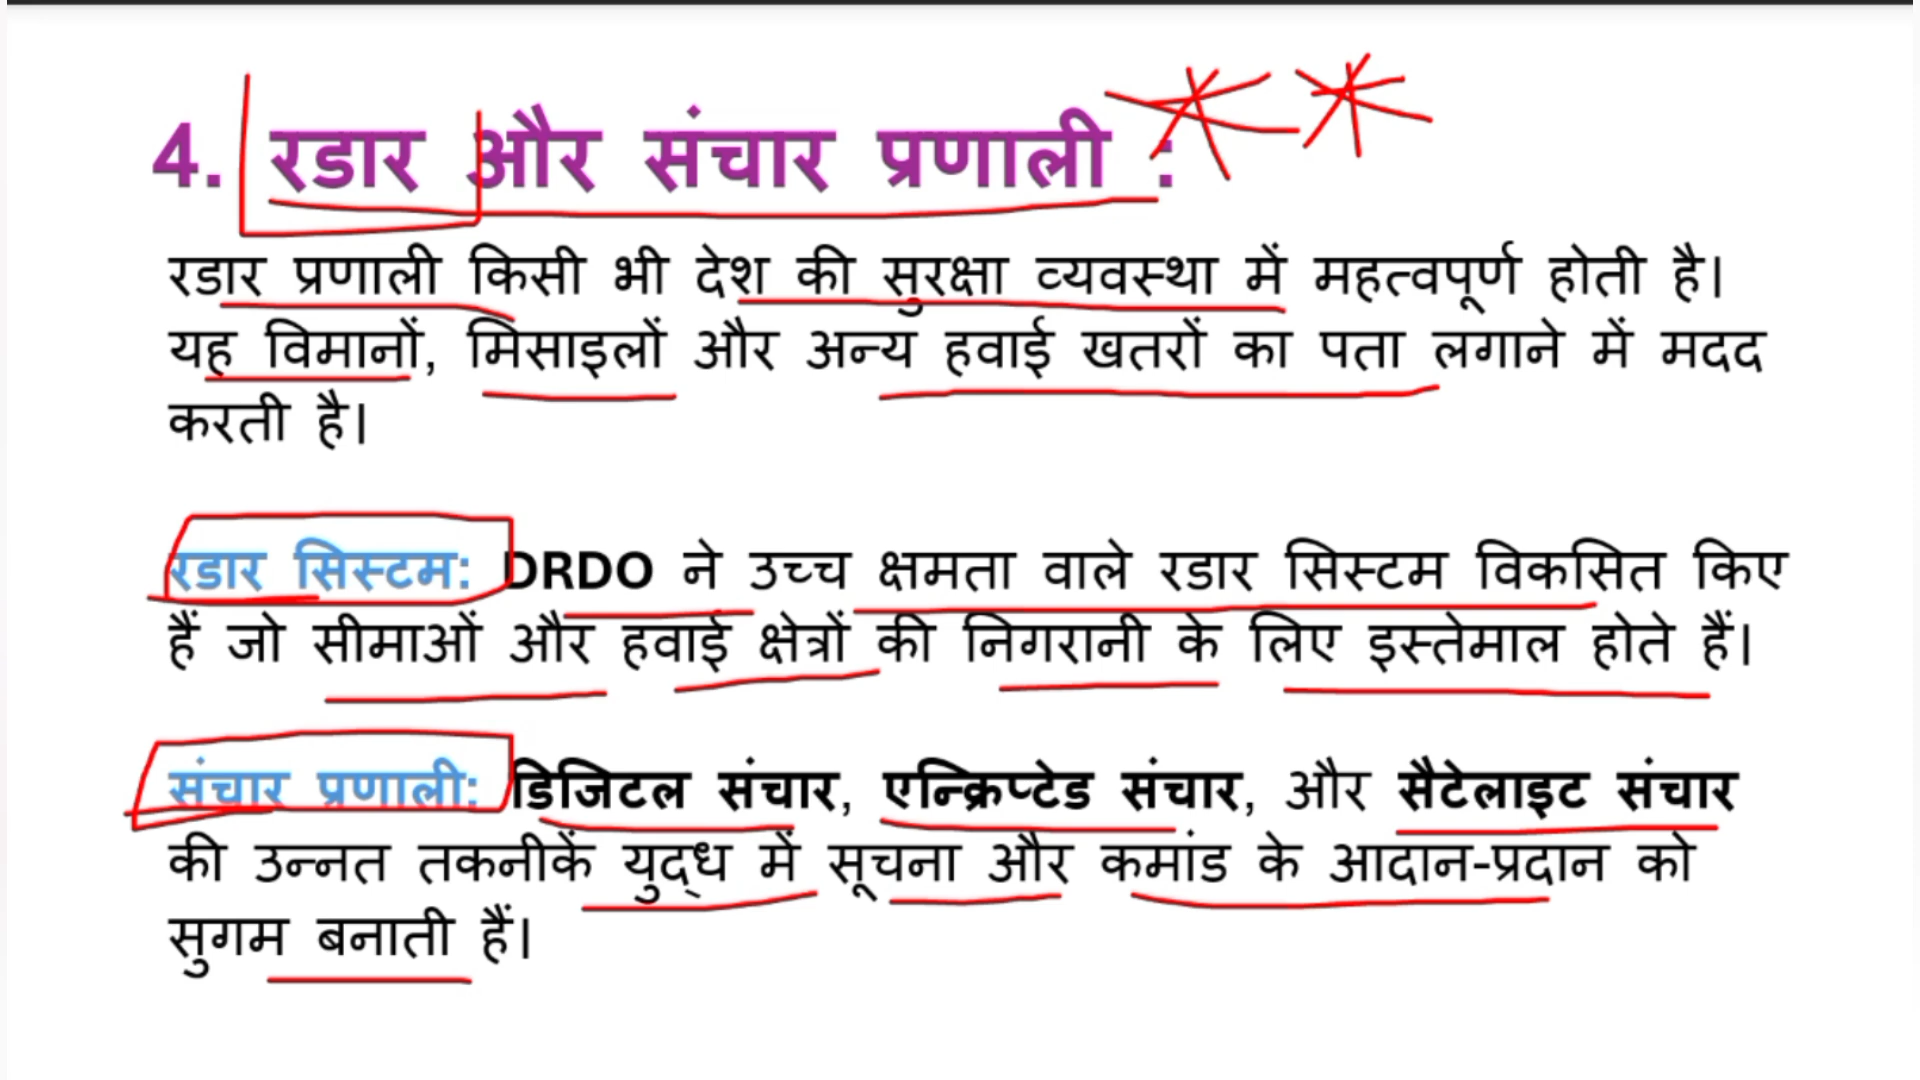 4. रडार और संचार प्रणाली :
रडार प्रणाली किसी भी देश की सुरक्षा व्यवस्था में महत्वपूर्ण होती है।
यह विमानों, मिसाइलों और अन्य हवाई खतरों का पता लगाने में मदद
करती है।
रडार सिस्टम: DRDO ने उच्च क्षमता वाले रडार सिस्टम विकसित किए
हैं जो सीमाओं और हवाई क्षेत्रों की निगरानी के लिए इस्तेमाल होते हैं।
संचार प्रणाली: डिजिटल संचार, एन्क्रिप्टेड संचार, और सैटेलाइट संचार
की उन्नत तकनीकें युद्ध में सूचना और कमांड के आदान-प्रदान को
सुगम बनाती हैं।